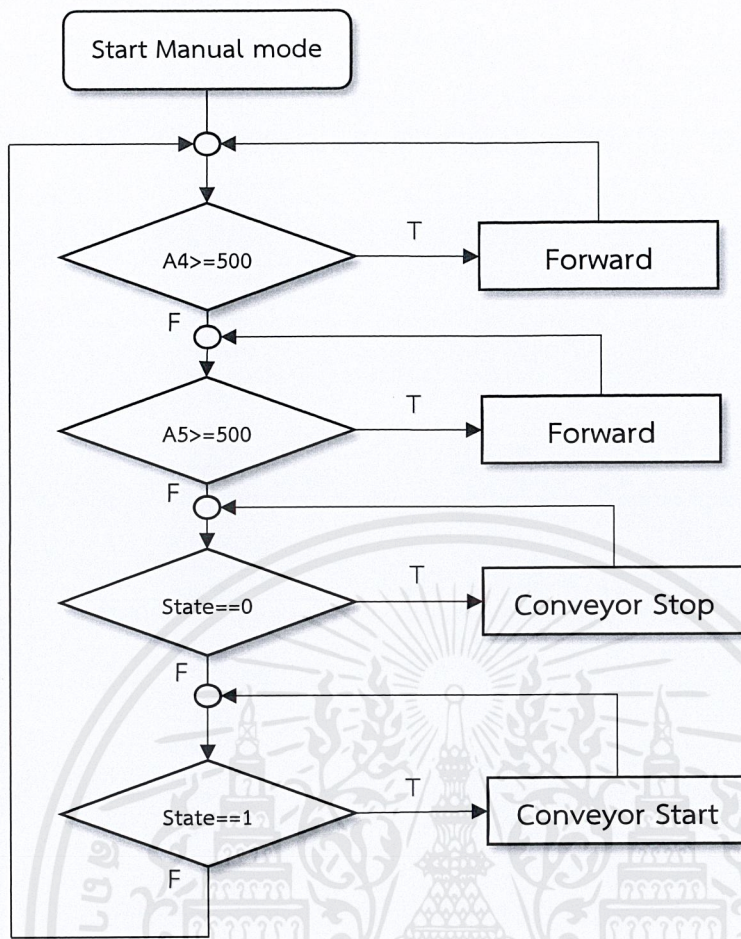 Start Manual mode
A4>=500
T
Forward
F
A5>=500
T
Forward
F
State==0
T
Conveyor Stop
F
State==1
T
Conveyor Start
F